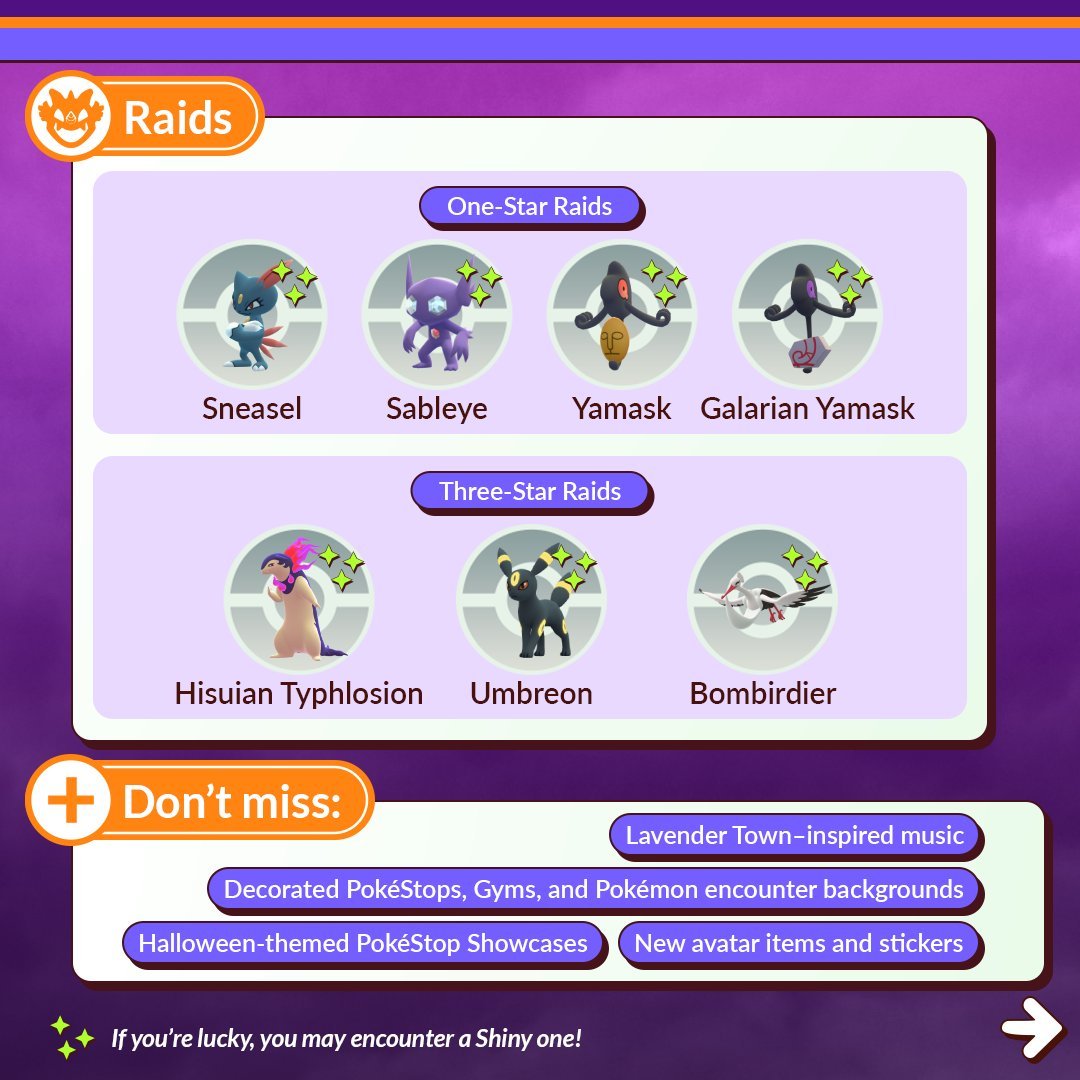 Raids
One-Star Raids
Sneasel
Sableye
Yamask
Galarian Yamask
Three-Star Raids
Hisuian Typhlosion
Umbreon
Bombirdier
Don't miss:
Lavender Town–inspired music
Decorated PokéStops, Gyms, and Pokémon encounter backgrounds
Halloween-themed PokéStop Showcases
New avatar items and stickers
If you're lucky, you may encounter a Shiny one!